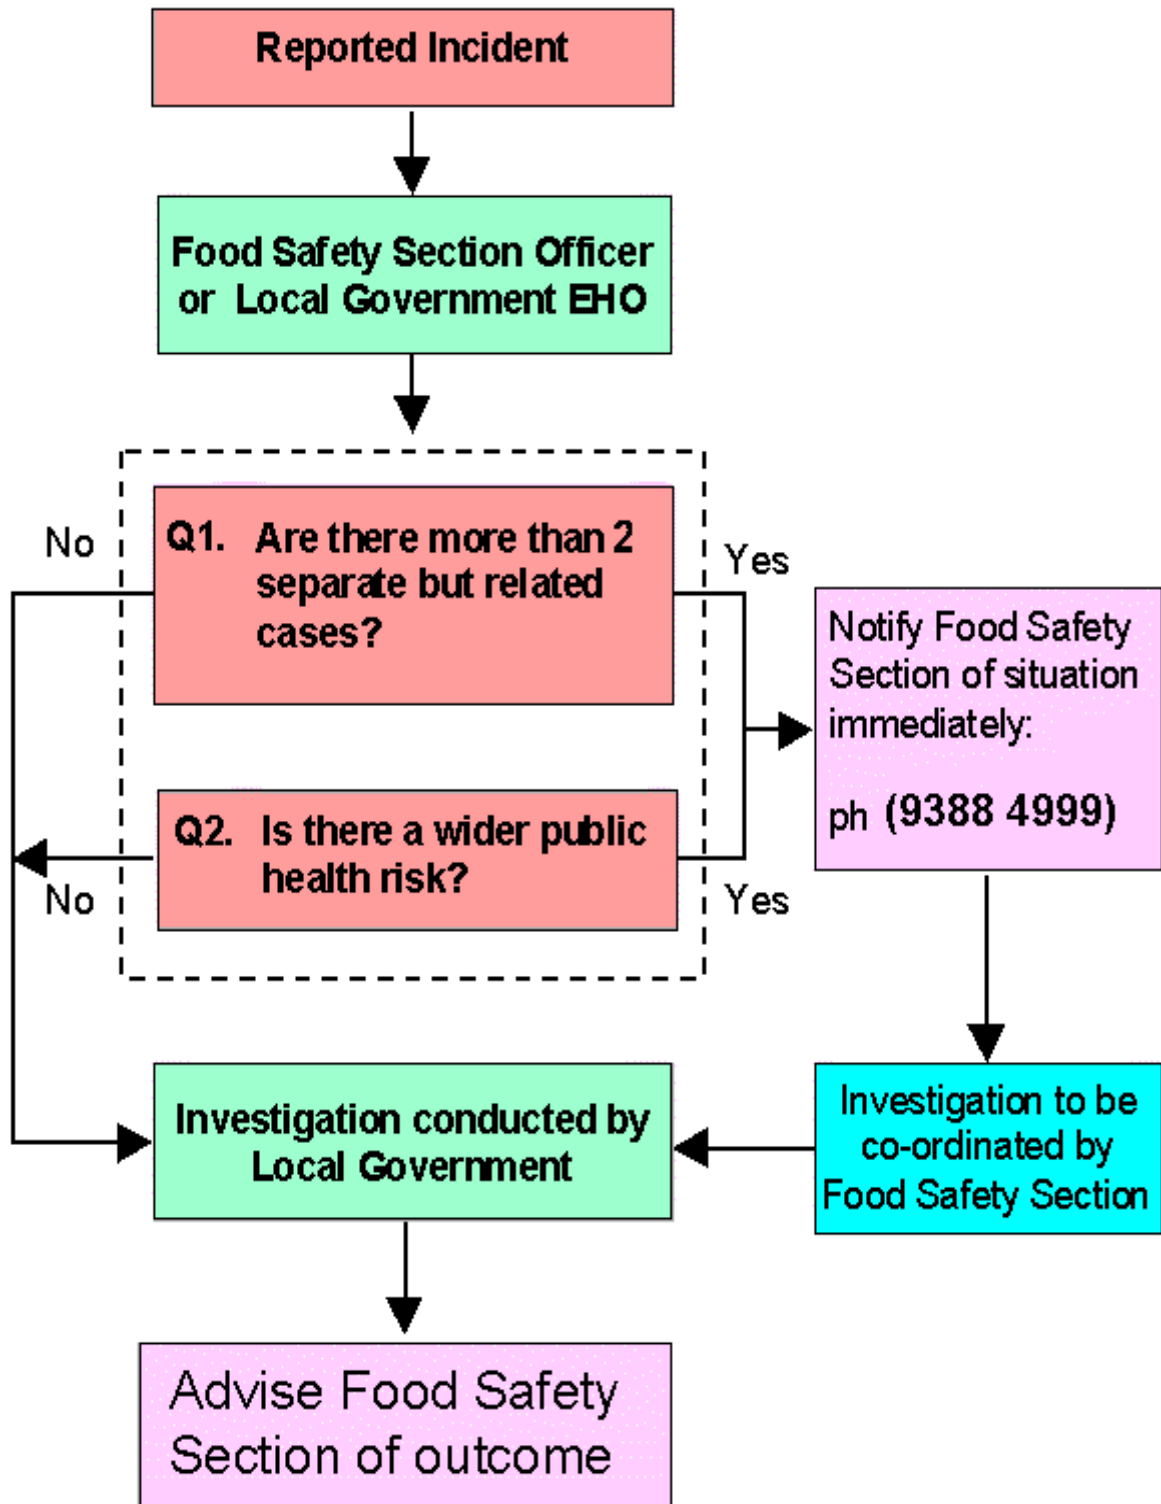 Reported Incident
Food Safety Section Officer
or Local Government EHO
No
Q1. Are there more than 2
separate but related
cases?
Yes
Notify Food Safety
Section of situation
immediately:
ph (9388 4999)
Q2. Is there a wider public
health risk?
No
Yes
Investigation conducted by
Local Government
Investigation to be
co-ordinated by
Food Safety Section
Advise Food Safety
Section of outcome